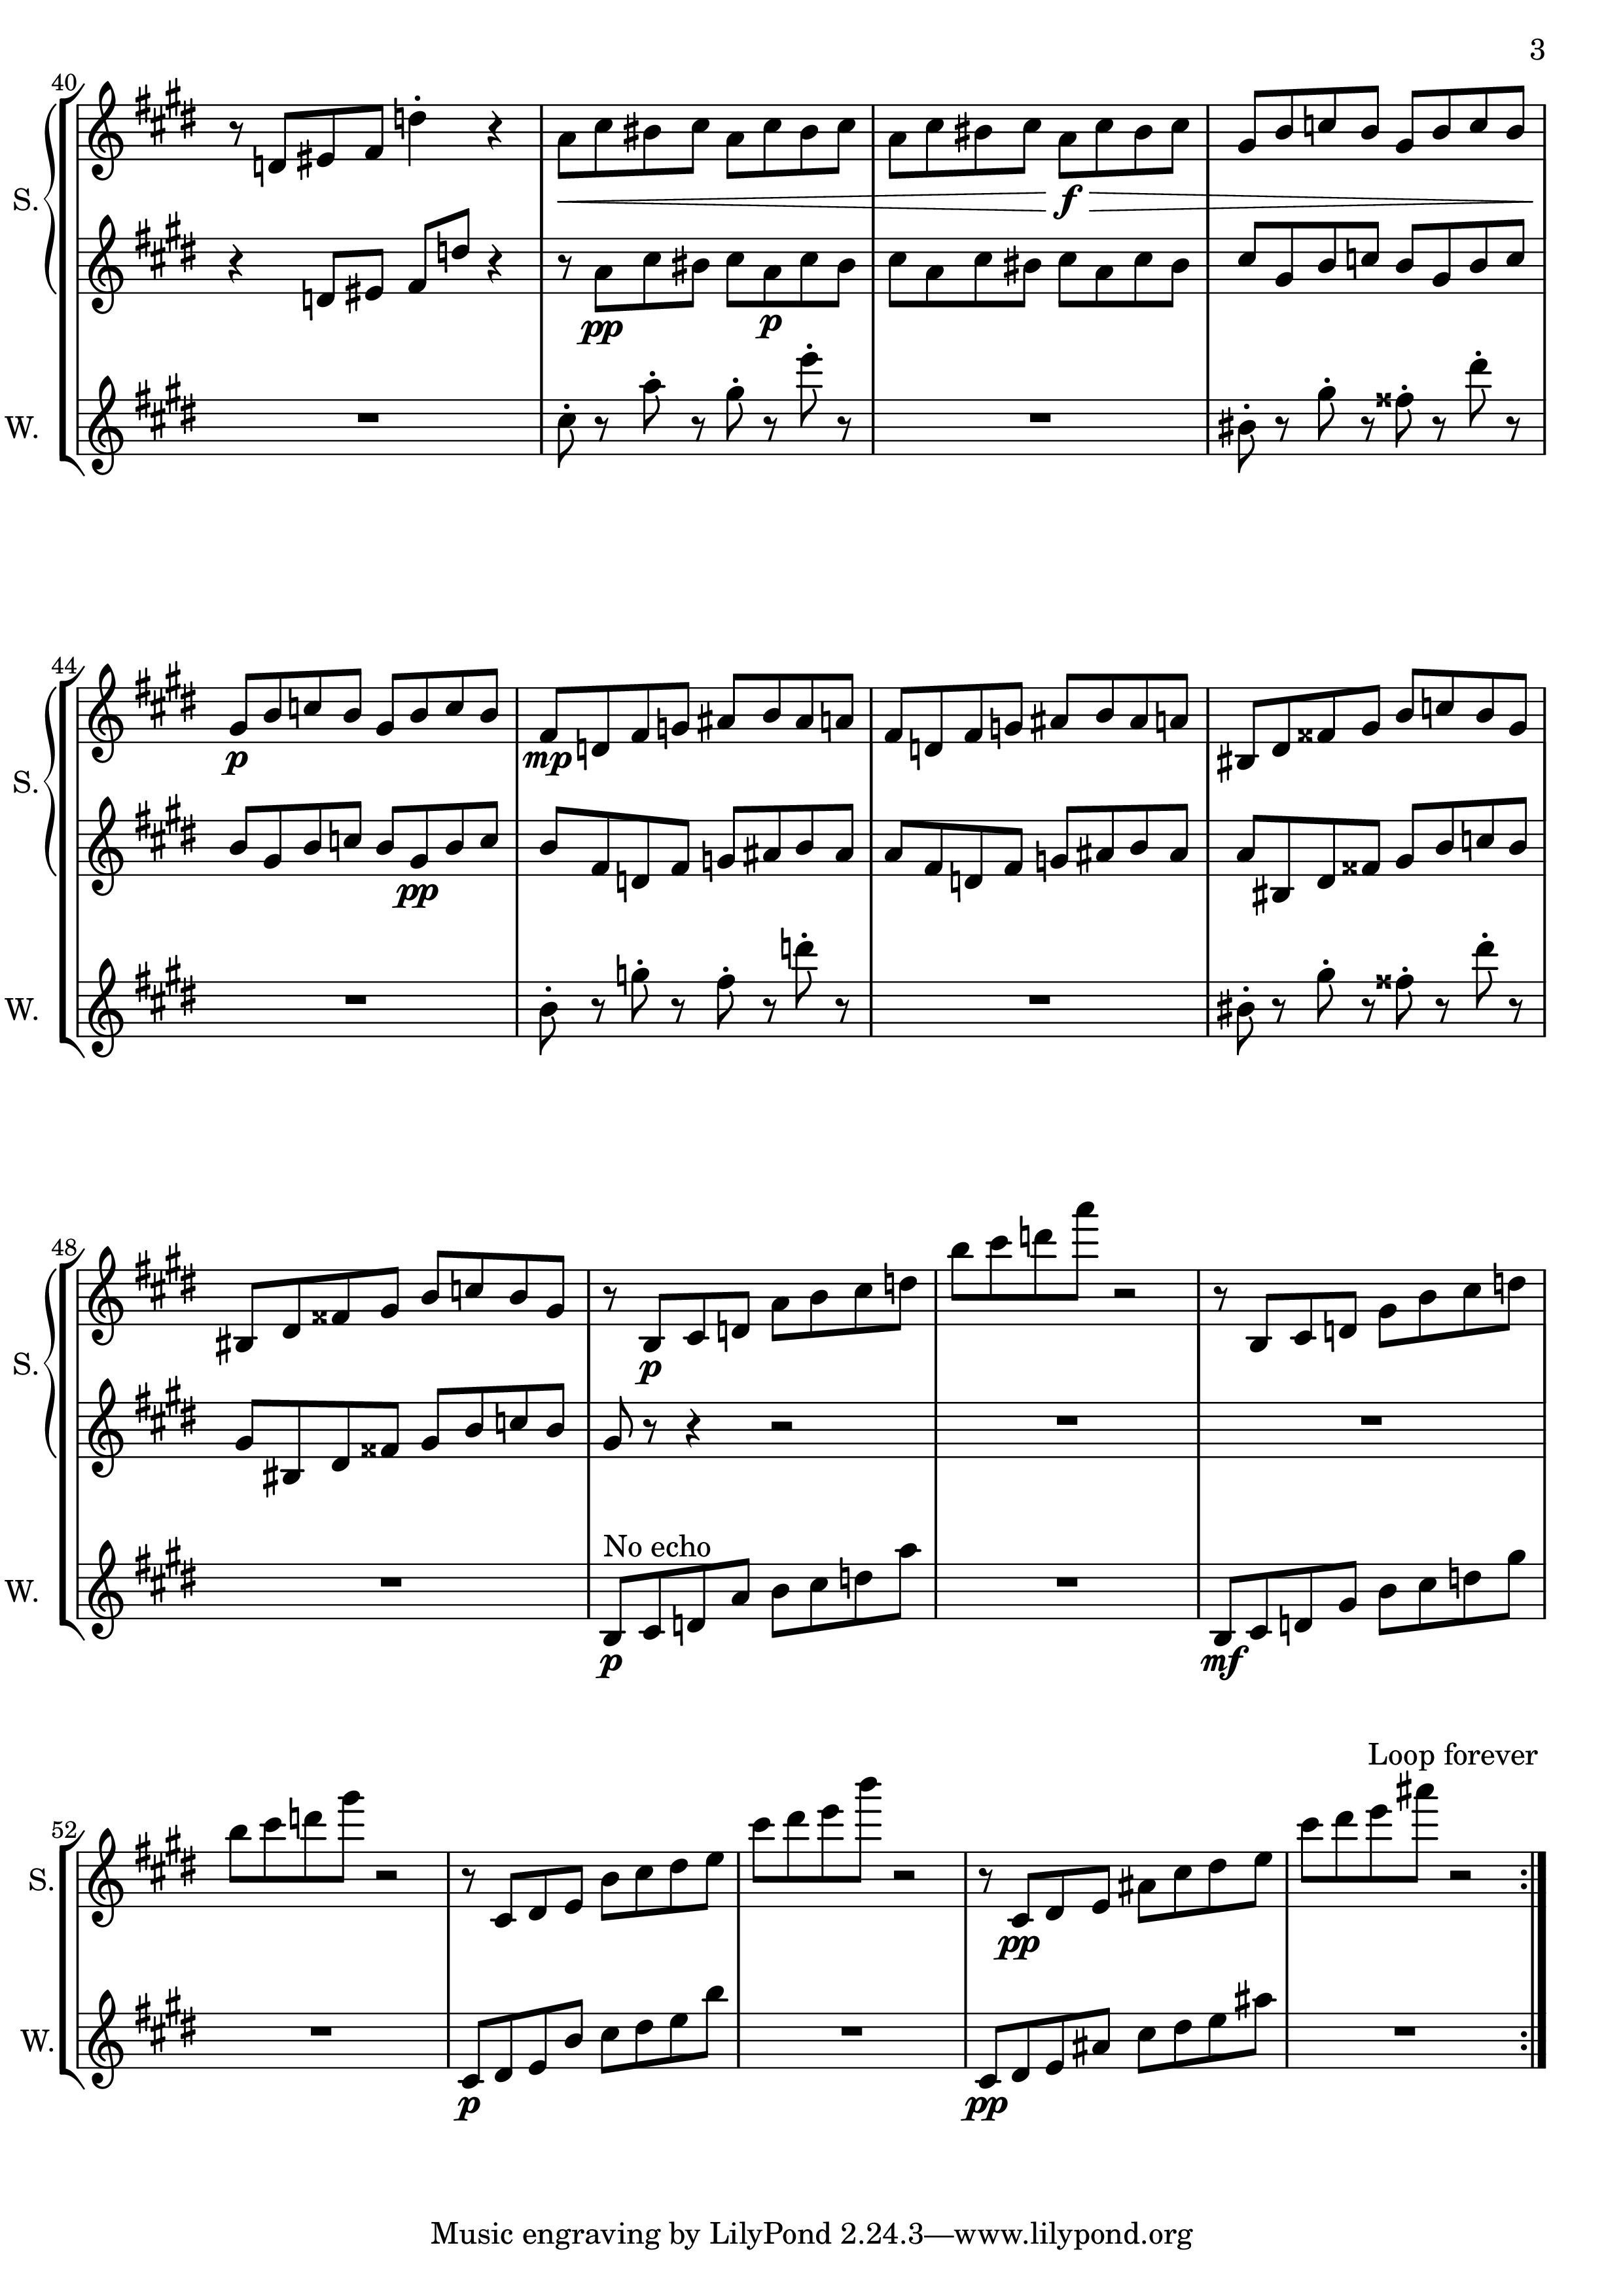 3
40
S.
f
pp
p
W.
44
S.
p
mp
pp
W.
48
S.
p
No echo
W.
p
mf
Loop forever
52
S.
pp
W.
p
pp
Music engraving by LilyPond 2.24.3—www.lilypond.org